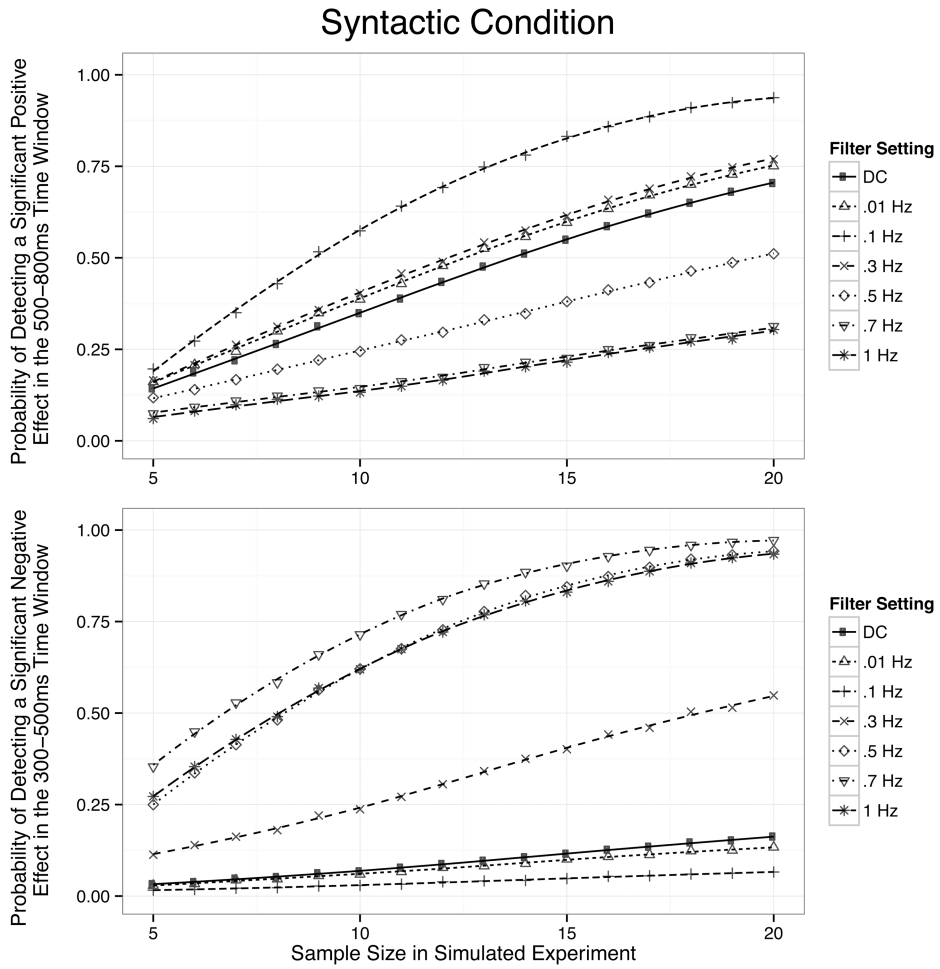 Syntactic Condition
Probability of Detecting a Significant Positive
Effect in the 500–800ms Time Window
1.00
0.75
0.50
0.25
0.00
5
10
15
20
Filter Setting
DC
.01 Hz
.1 Hz
.3 Hz
.5 Hz
.7 Hz
1 Hz
Probability of Detecting a Significant Negative
Effect in the 300–500ms Time Window
1.00
0.75
0.50
0.25
0.00
5
10
15
20
Sample Size in Simulated Experiment
Filter Setting
DC
.01 Hz
.1 Hz
.3 Hz
.5 Hz
.7 Hz
1 Hz